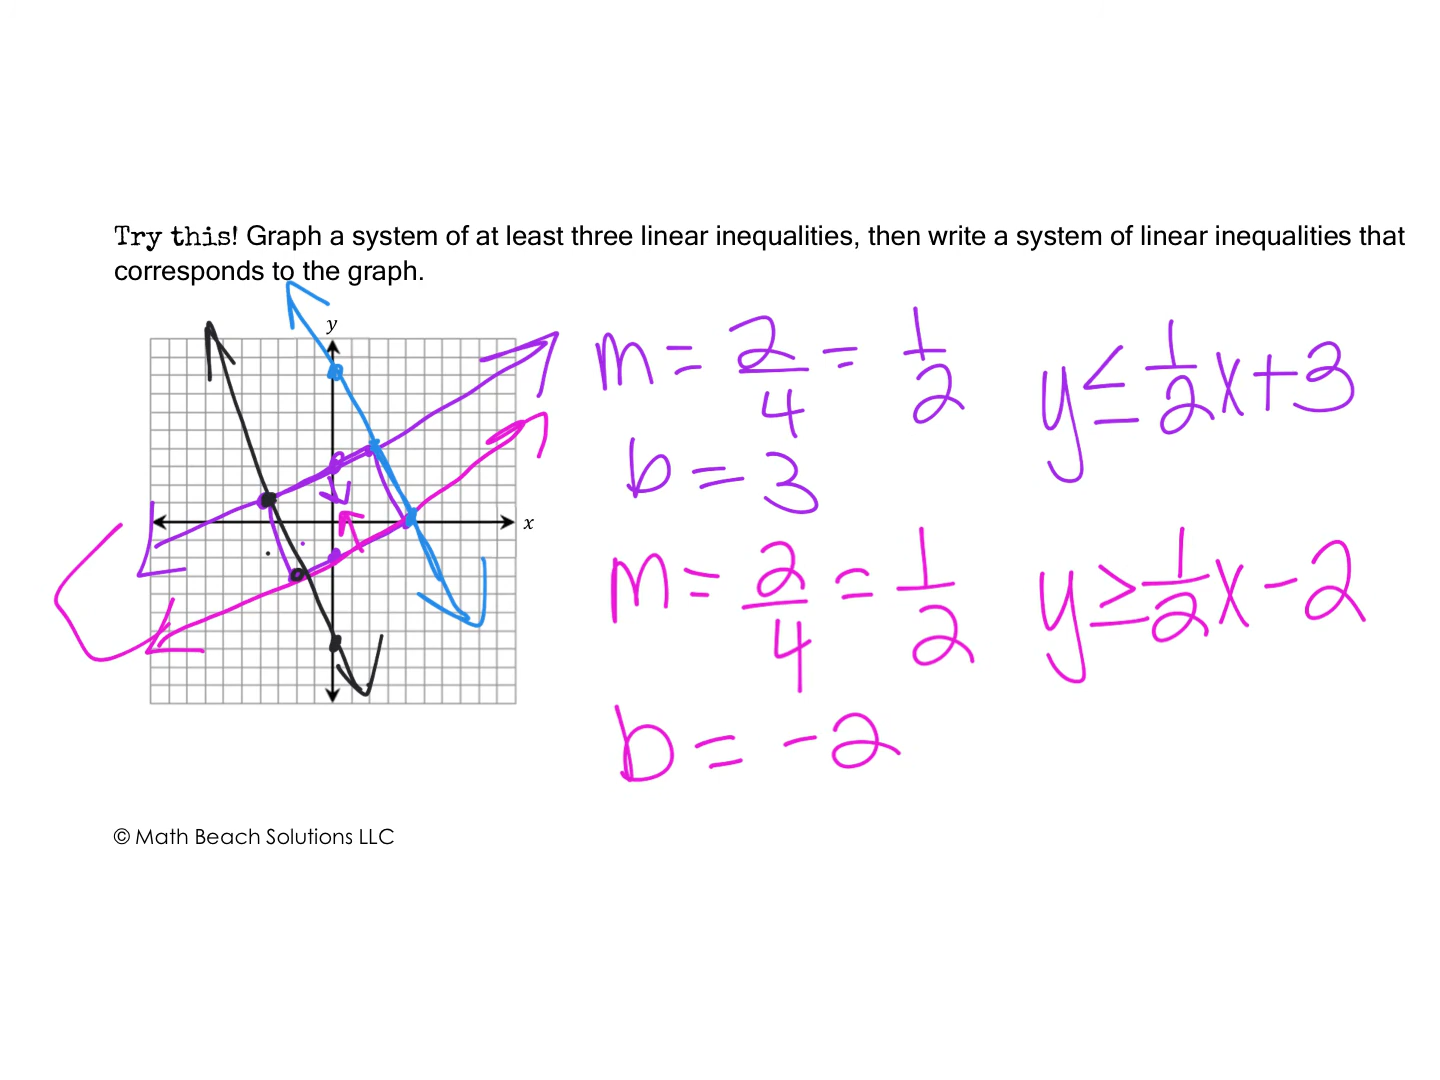 Try this! Graph a system of at least three linear inequalities, then write a system of linear inequalities that
corresponds to the graph.
y
x
m = 2/4 = 1/2
y ≤ 1/2x + 3
b = 3
m = 2/4 = 1/2
y ≥ 1/2x - 2
b = -2
© Math Beach Solutions LLC